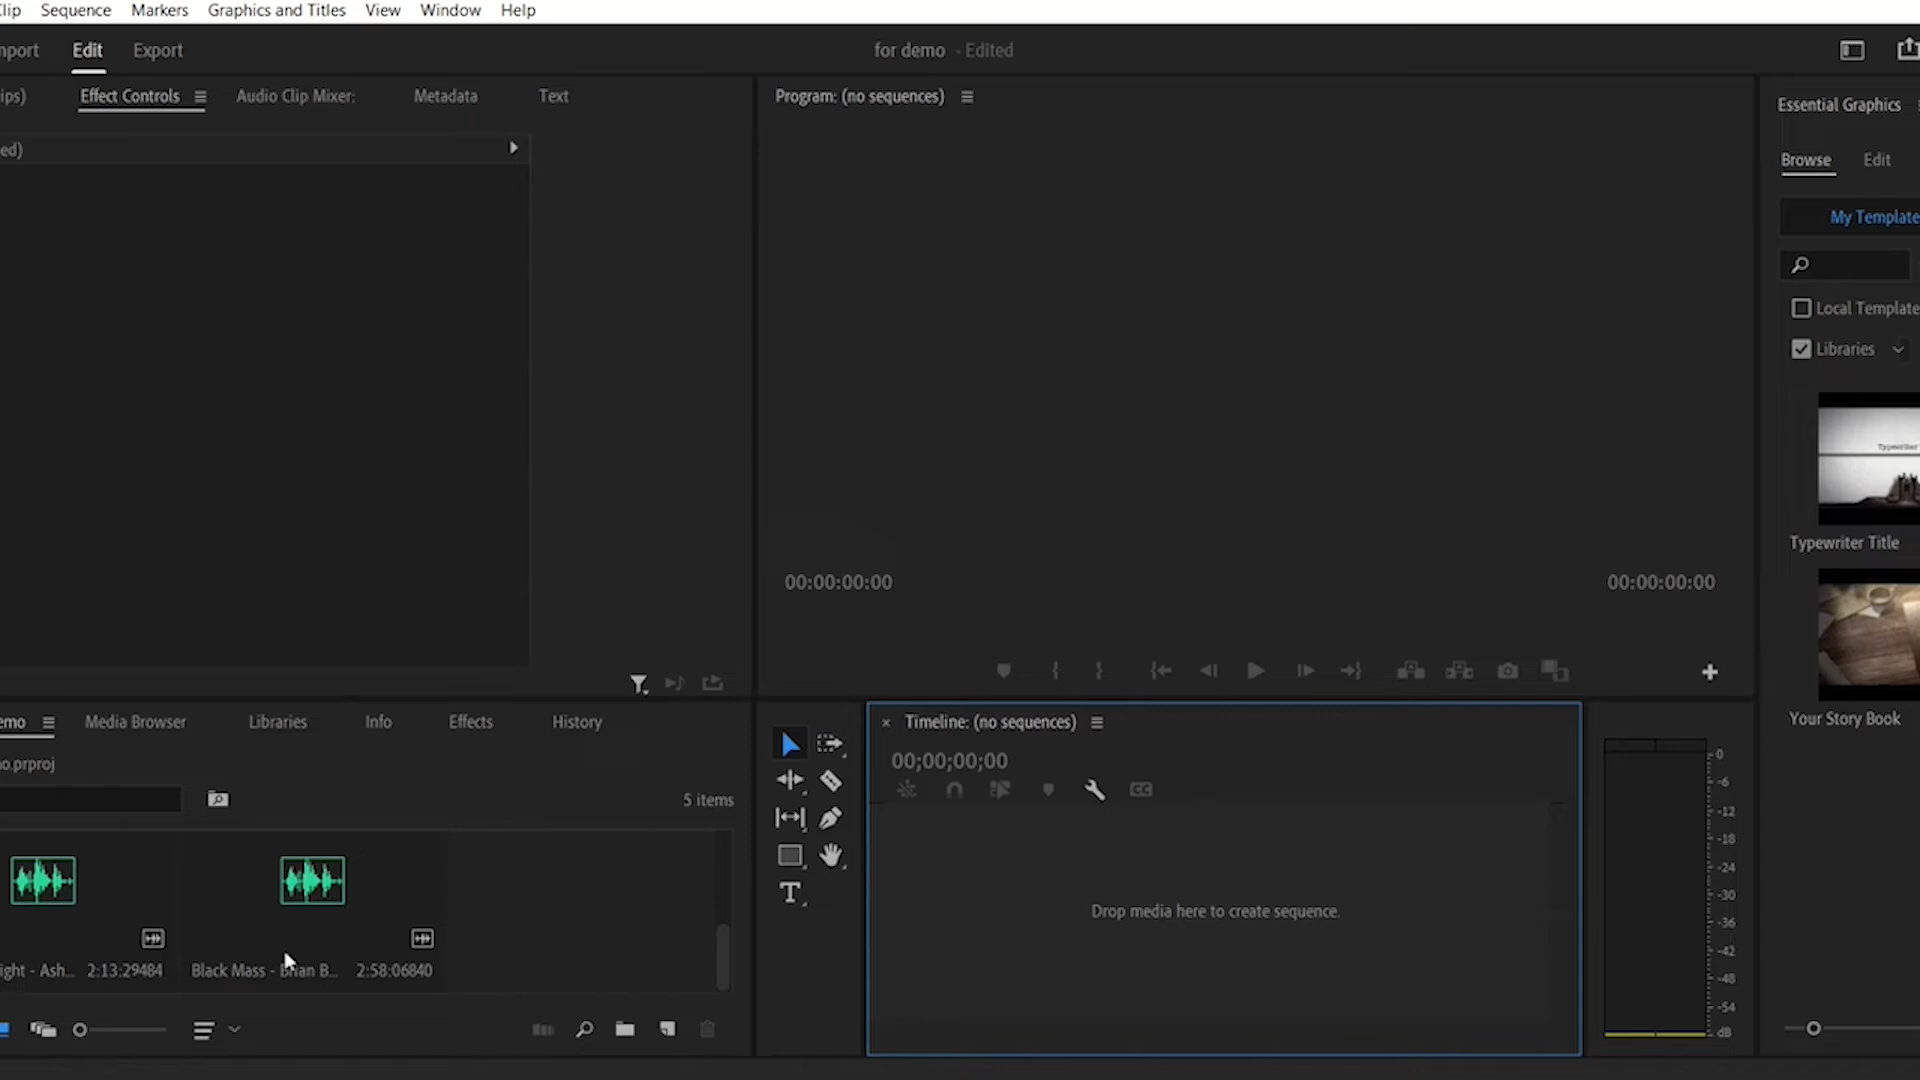 Clip Sequence Markers Graphics and Titles View Window Help
mport Edit Export for demo - Edited
ips) Effect Controls Audio Clip Mixer: Metadata Text Program: (no sequences) Essential Graphics
ed)
Browse Edit
My Template
Local Template
Libraries
Typewriter Title
00:00:00:00 00:00:00:00
Your Story Book
emo Media Browser Libraries Info Effects History Timeline: (no sequences)
o.prproj
00;00;00;00
5 items
CC
0
-6
-12
-18
-24
-30
-36
-42
-48
-54
dB
Drop media here to create sequence.
ight - Ash... 2:13:29484 Black Mass - Brian B... 2:58:06840
T